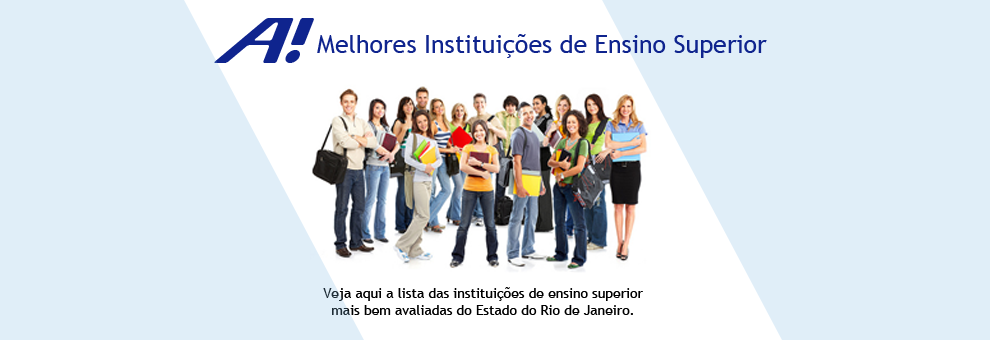 A! Melhores Instituições de Ensino Superior
Veja aqui a lista das instituições de ensino superior
mais bem avaliadas do Estado do Rio de Janeiro.